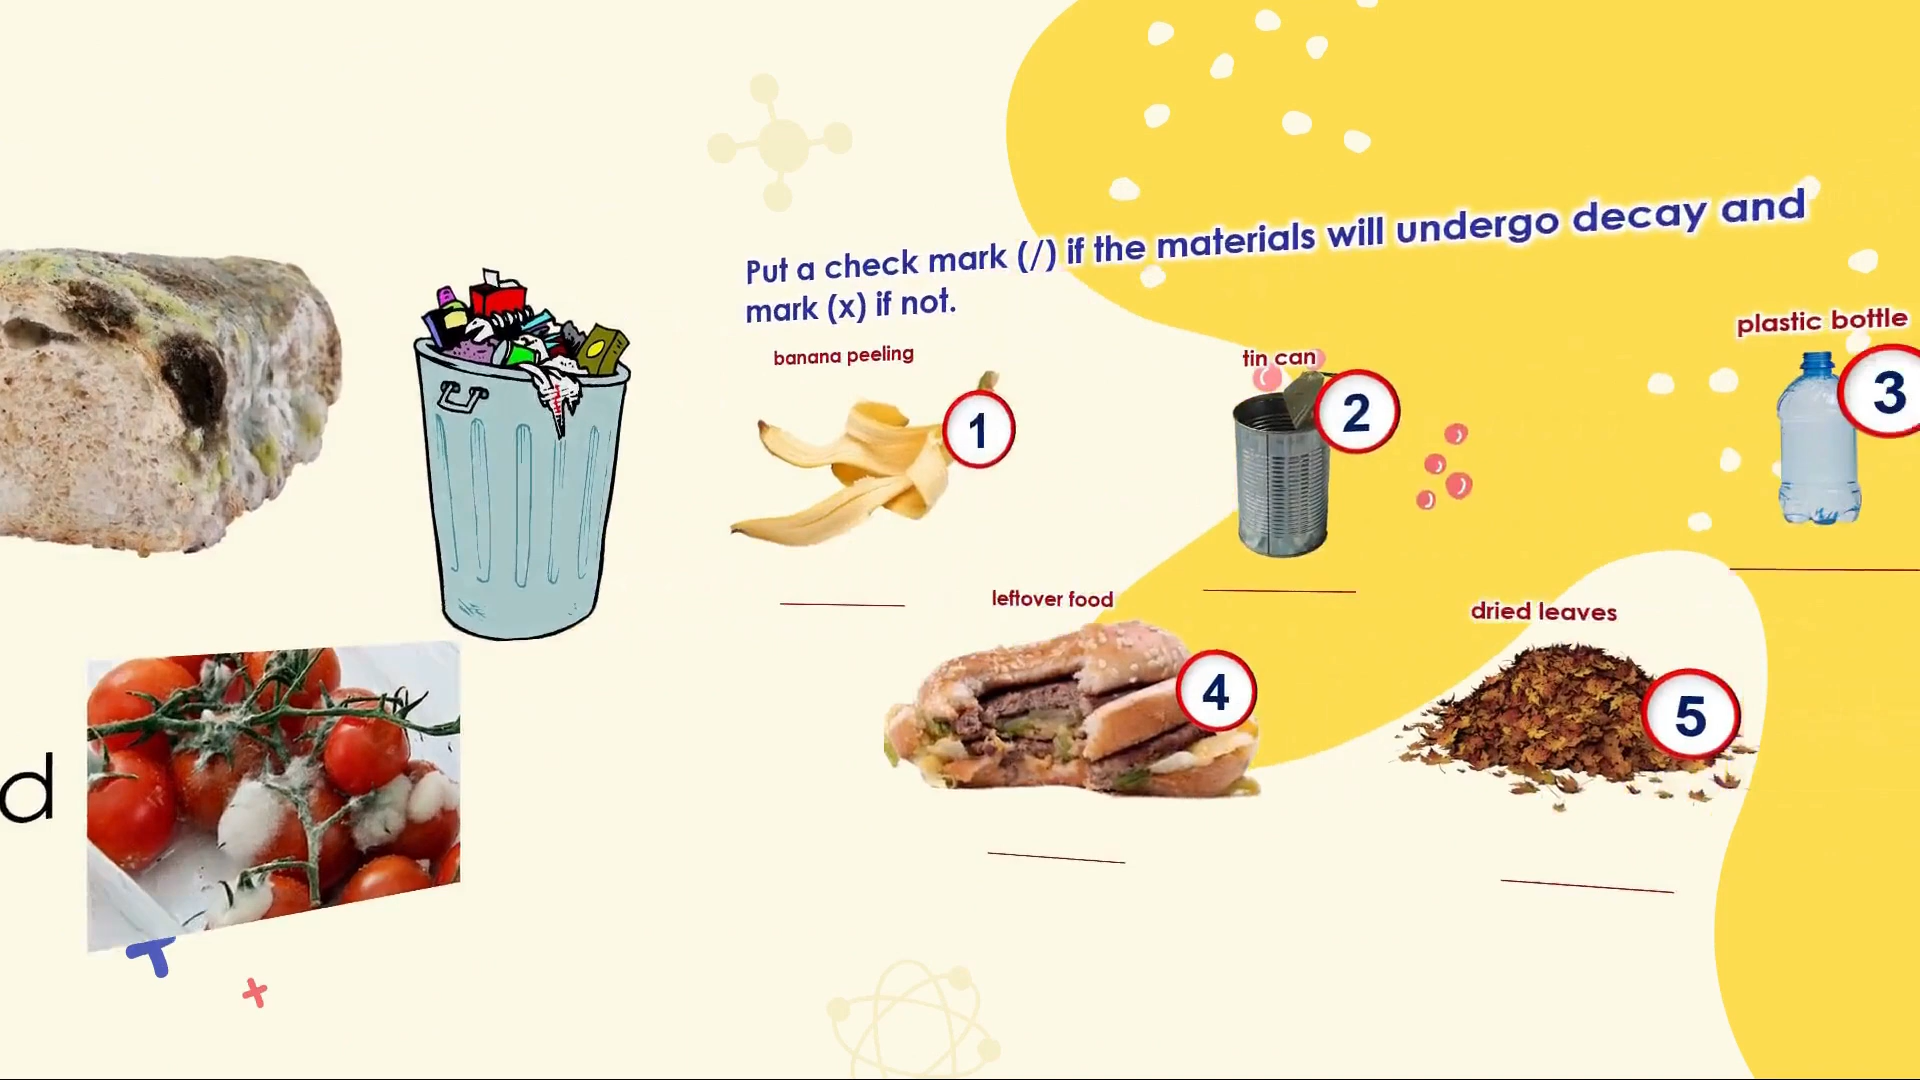 Put a check mark (/) if the materials will undergo decay and
mark (x) if not.
banana peeling
tin can
plastic bottle
1
2
3
leftover food
dried leaves
4
5
d